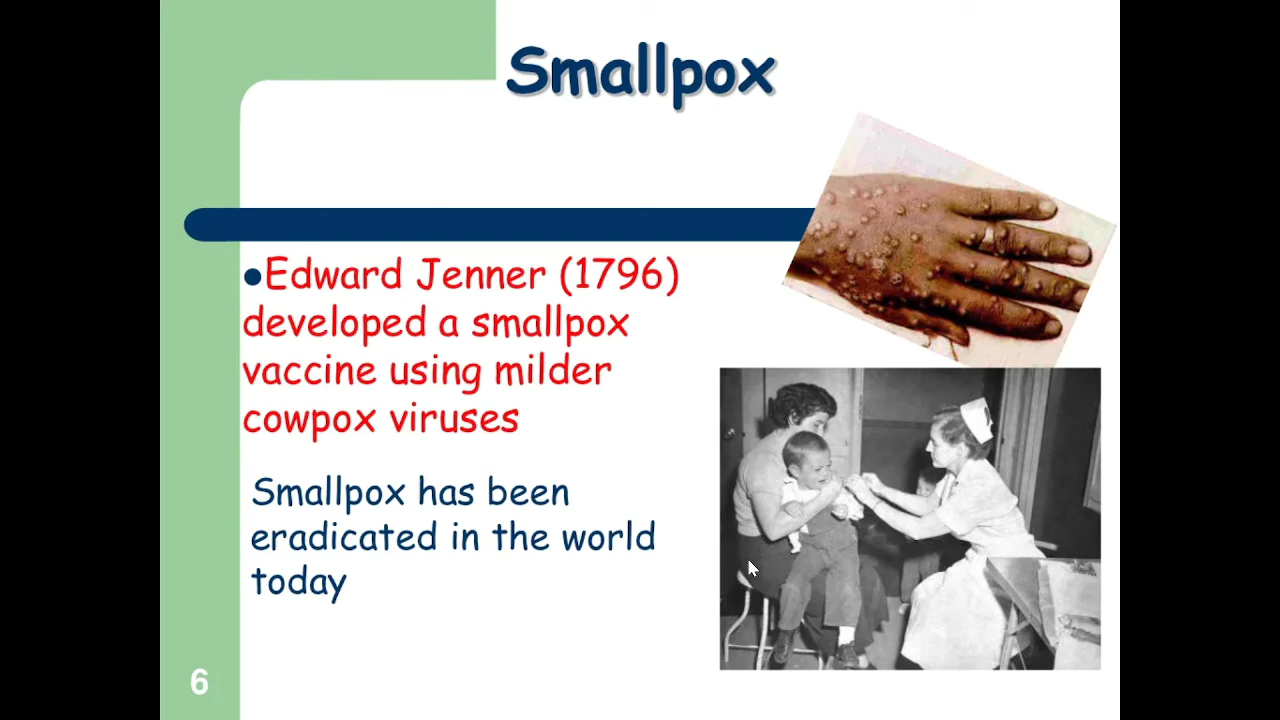 Smallpox
●Edward Jenner (1796)
developed a smallpox
vaccine using milder
cowpox viruses
Smallpox has been
eradicated in the world
today
6